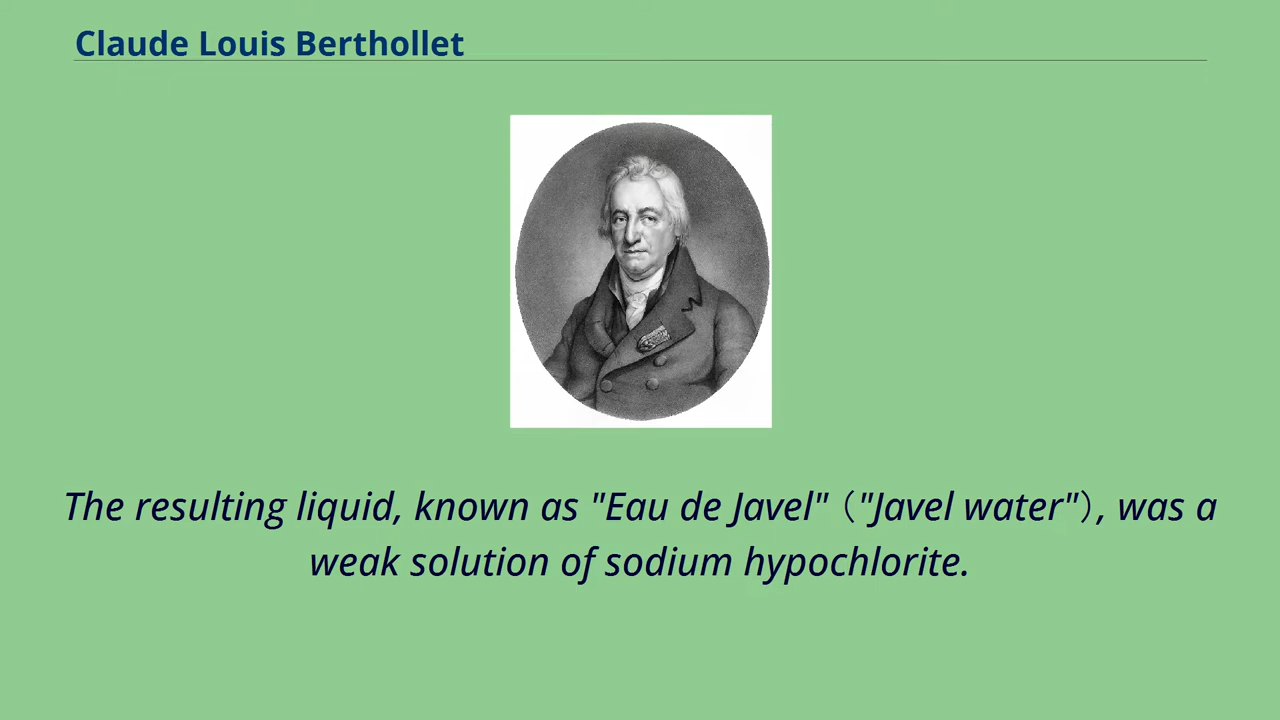 Claude Louis Berthollet
The resulting liquid, known as "Eau de Javel" ("Javel water"), was a
weak solution of sodium hypochlorite.